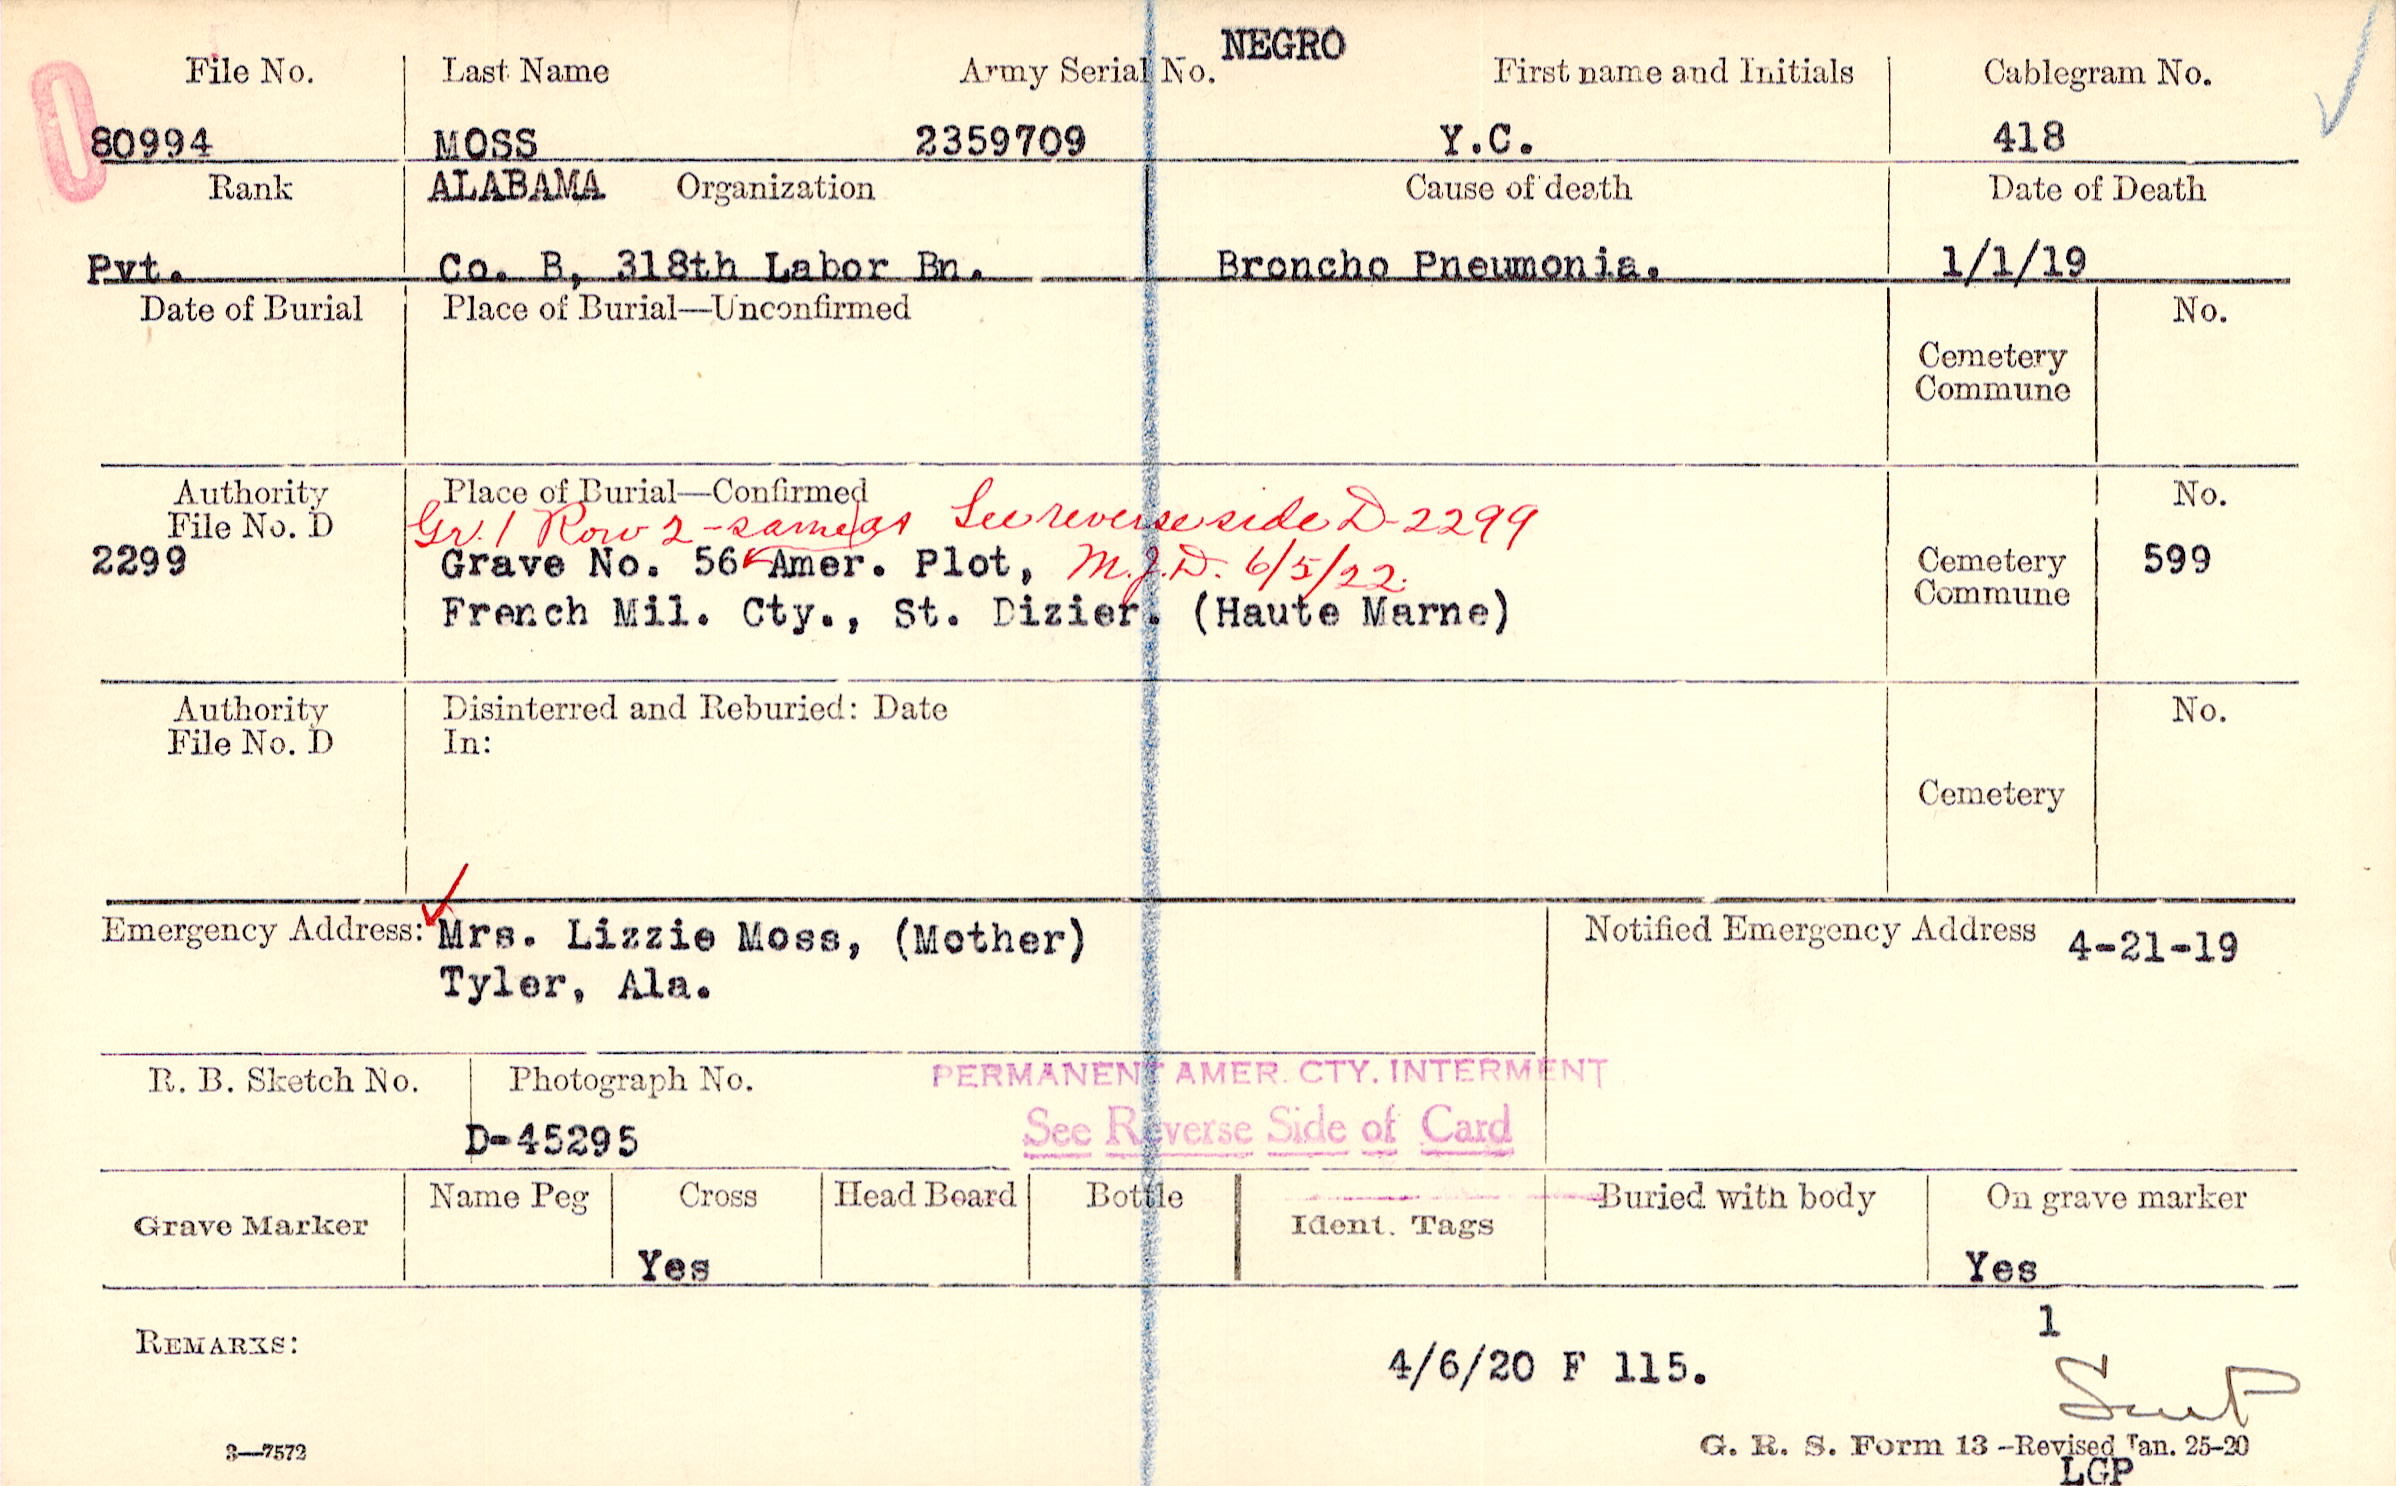 NEGRO
File No. Last Name Army Serial No. First name and Initials Cablegram No.
80994 MOSS 2359709 Y.C. 418
Rank ALABAMA Organization Cause of death Date of Death
Pvt. Co. B, 318th Labor Bn. Broncho Pneumonia. 1/1/19
Date of Burial Place of Burial—Unconfirmed No.
Cemetery
Commune
Authority Place of Burial—Confirmed No.
File No. D Gr. 1 Row 2 - same as See reverse side D-2299
2299 Grave No. 56 Amer. Plot, M.J.D. 6/5/22. Cemetery 599
Commune
French Mil. Cty., St. Dizier. (Haute Marne)
Authority Disinterred and Reburied: Date No.
File No. D In:
Cemetery
Emergency Address: Mrs. Lizzie Moss, (Mother) Notified Emergency Address 4-21-19
Tyler, Ala.
PERMANENT AMER. CTY. INTERMENT
R. B. Sketch No. Photograph No.
See Reverse Side of Card
D-45295
Grave Marker Name Peg Cross Head Board Bottle Ident. Tags Buried with body On grave marker
Yes Yes
1
REMARKS:
4/6/20 F 115.
3—7572 G. R. S. Form 13 -Revised Jan. 25-20
LGP